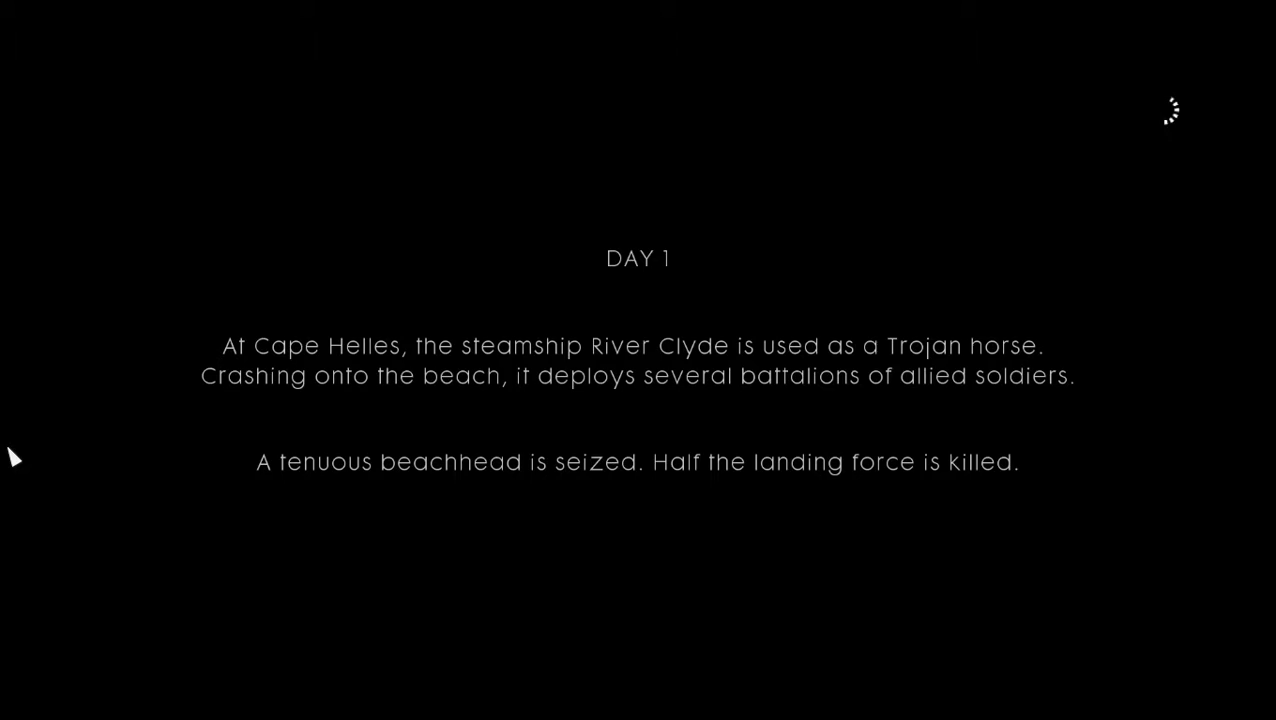 DAY 1
At Cape Helles, the steamship River Clyde is used as a Trojan horse.
Crashing onto the beach, it deploys several battalions of allied soldiers.
A tenuous beachhead is seized. Half the landing force is killed.